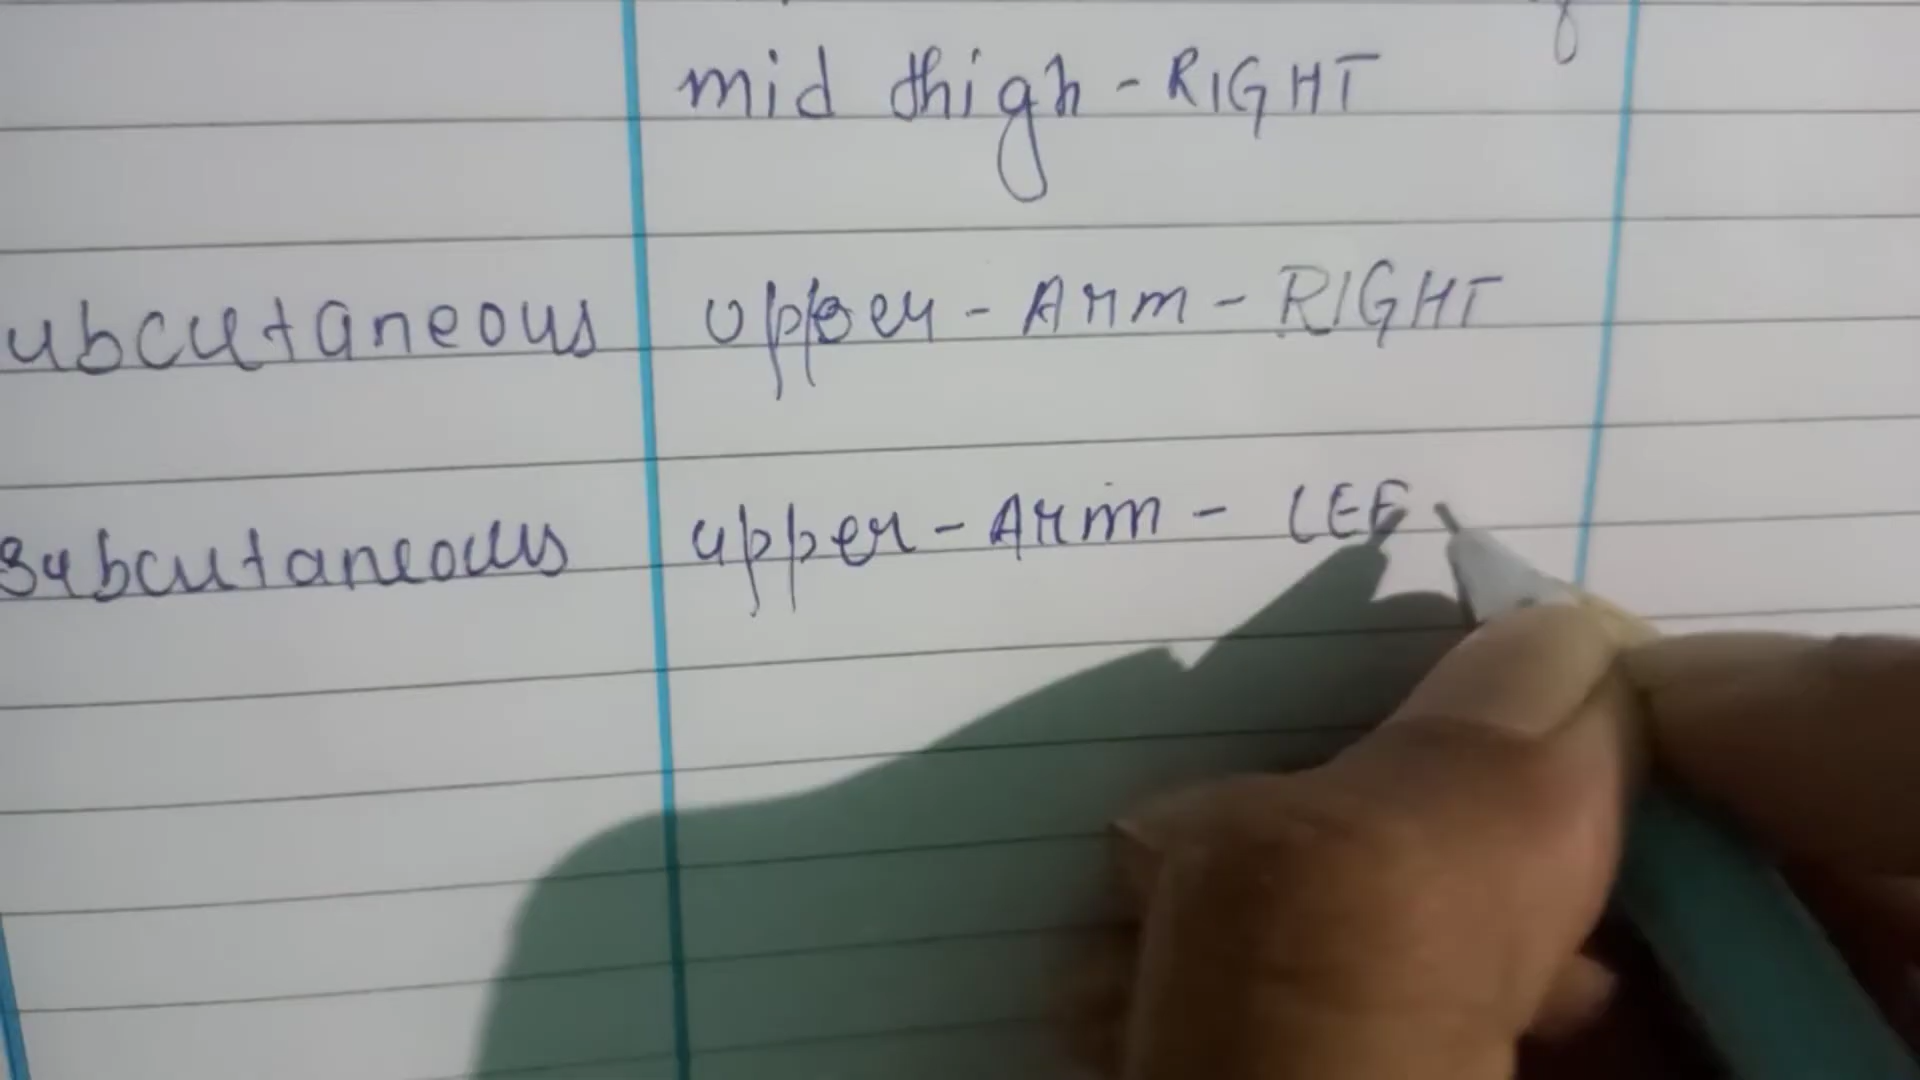 mid thigh - RIGHT
ubcutaneous upper - Arm - RIGHT
Subcutaneous upper - Arm - LEF